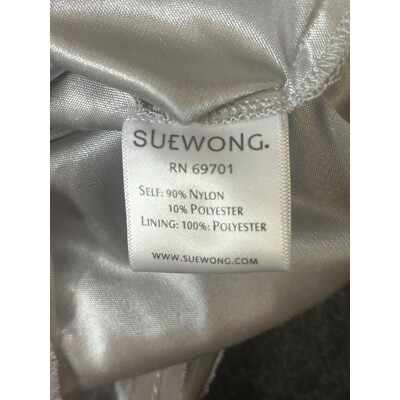 SUEWONG.
RN 69701
SELF: 90% NYLON
10% POLYESTER
LINING: 100%: POLYESTER
WWW.SUEWONG.COM